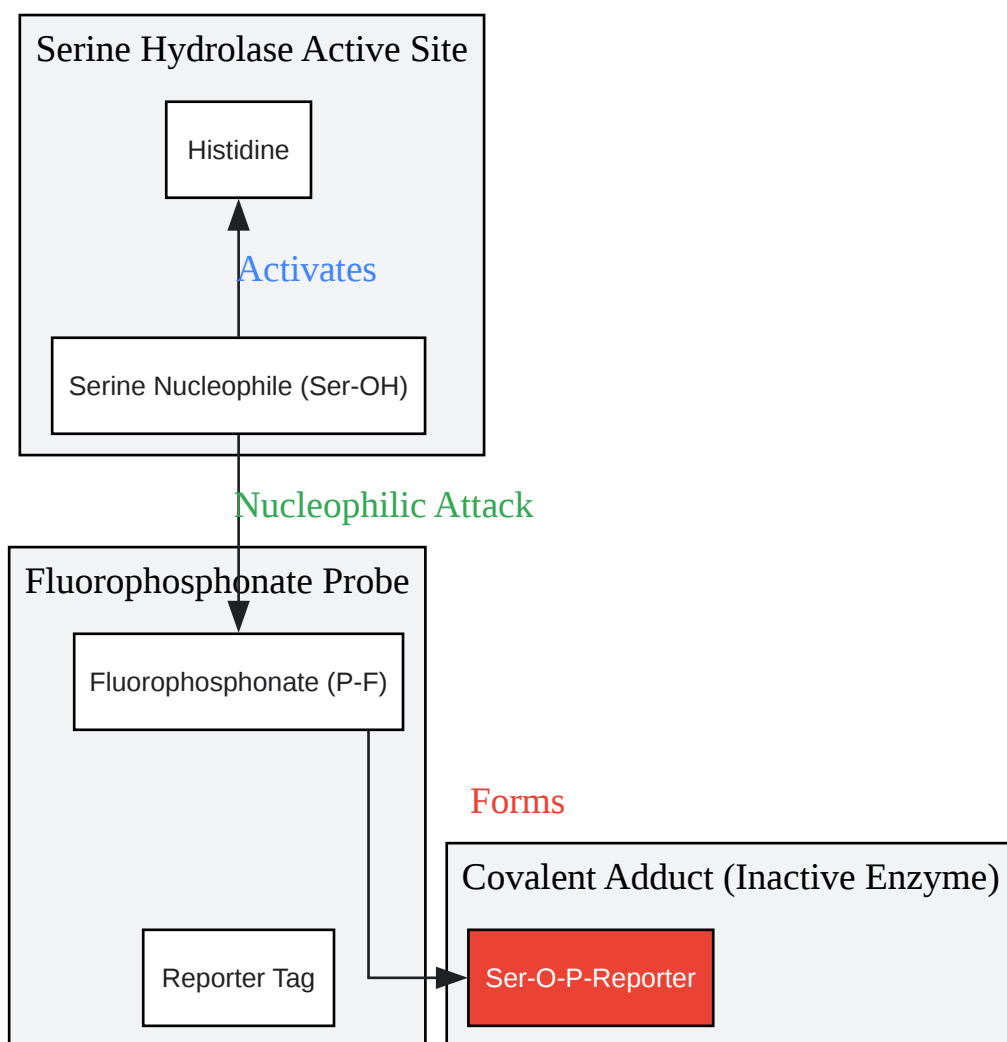 Serine Hydrolase Active Site
Histidine
Activates
Serine Nucleophile (Ser-OH)
Nucleophilic Attack
Fluorophosphonate Probe
Fluorophosphonate (P-F)
Forms
Covalent Adduct (Inactive Enzyme)
Reporter Tag
Ser-O-P-Reporter